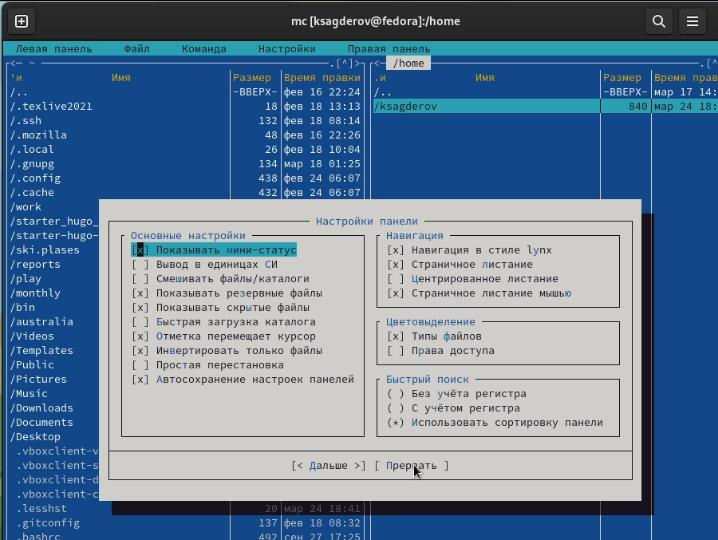 mc [ksagderov@fedora]:/home
Левая панель Файл Команда Настройки Правая панель
<— ~ .[^]> <— /home .[^
'и Имя Размер Время правки .и Имя Размер Время прав
/.. -ВВЕРХ- фев 16 22:24 /.. -ВВЕРХ- мар 17 14:
/.texlive2021 18 фев 18 13:13 /ksagderov 840 мар 24 18:
/.ssh 132 фев 18 08:14
/.mozilla 48 фев 16 22:26
/.local 26 фев 18 10:04
/.gnupg 134 мар 18 01:25
/.config 438 сен 24 06:07
/.cache 432 сен 24 06:07
/work
/starter_hugo_
/starter-hugo-
/ski.plases
/reports
/play
/monthly
/bin
/australia
/Videos
/Templates
/Public
/Pictures
/Music
/Downloads
/Documents
/Desktop
.vboxclient-v
.vboxclient-s
.vboxclient-d
.vboxclient-c
.lesshst 20 мар 24 18:41
.gitconfig 137 фев 18 08:32
.bashrc 492 сен 27 17:25
Настройки панели
Основные настройки
[x] Показывать мини-статус
[ ] Вывод в единицах СИ
[ ] Смешивать файлы/каталоги
[x] Показывать резервные файлы
[x] Показывать скрытые файлы
[ ] Быстрая загрузка каталога
[x] Отметка перемещает курсор
[x] Инвертировать только файлы
[ ] Простая перестановка
[x] Автосохранение настроек панелей
Навигация
[x] Навигация в стиле lynx
[x] Страничное листание
[ ] Центрированное листание
[x] Страничное листание мышью
Цветовыделение
[x] Типы файлов
[ ] Права доступа
Быстрый поиск
( ) Без учёта регистра
( ) С учётом регистра
(*) Использовать сортировку панели
[< Дальше >] [ Прервать ]